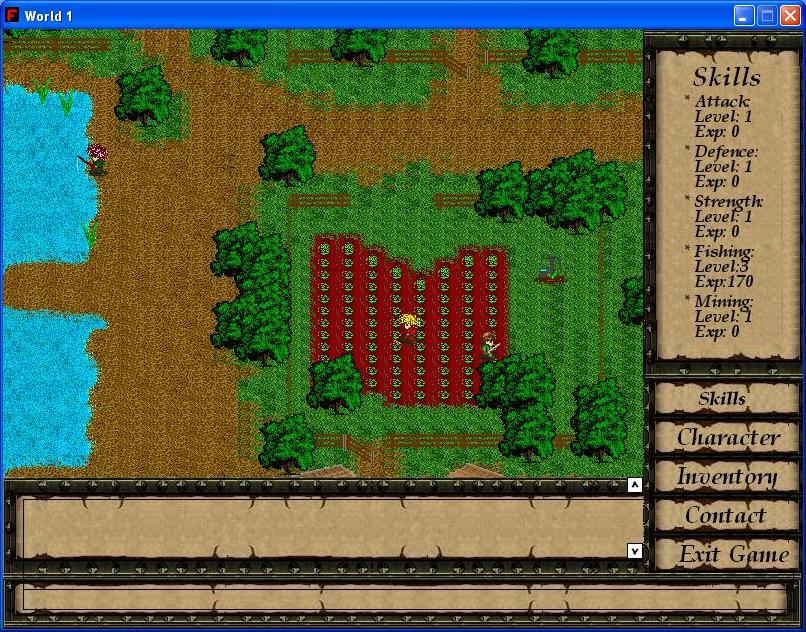 World 1
Skills
* Attack:
Level: 1
Exp: 0
* Defence:
Level: 1
Exp: 0
* Strength:
Level: 1
Exp: 0
* Fishing:
Level:3
Exp:170
* Mining:
Level: 1
Exp: 0
Skills
Character
Inventory
Contact
Exit Game